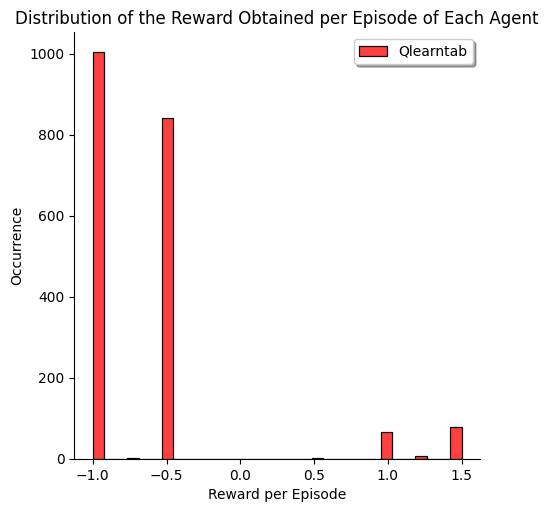 Distribution of the Reward Obtained per Episode of Each Agent
Qlearntab
1000
800
600
400
200
0
Occurrence
−1.0 −0.5 0.0 0.5 1.0 1.5
Reward per Episode